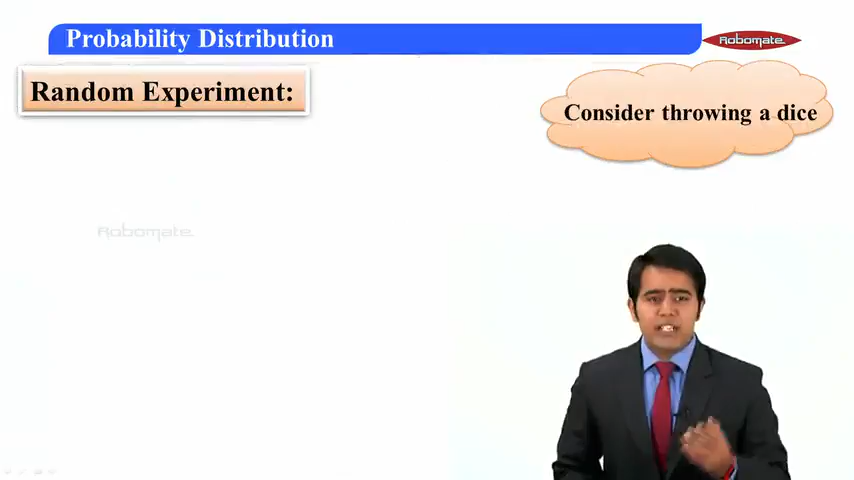 Probability Distribution
Robomate
Random Experiment:
Consider throwing a dice
Robomate